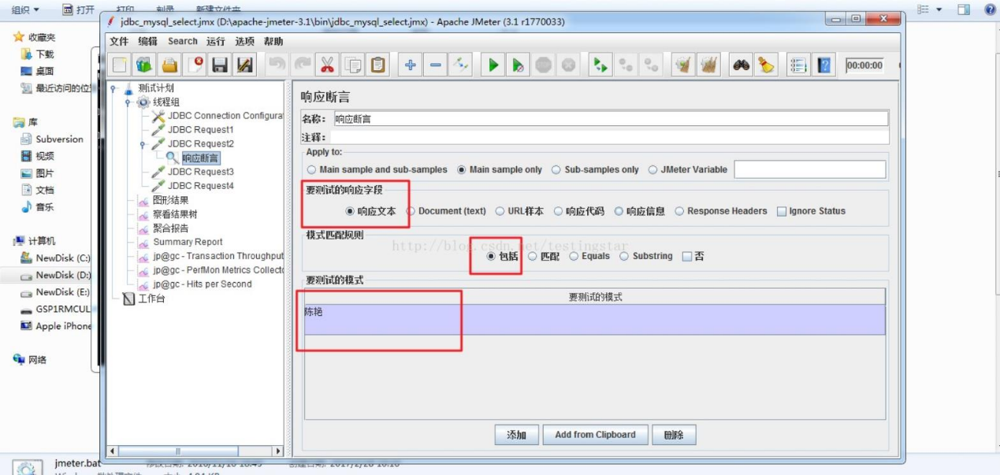 组织 打开 打印 刻录 新建文件夹
收藏夹
下载
桌面
最近访问的位
库
Subversion
视频
图片
文档
音乐
计算机
NewDisk (C:)
NewDisk (D:)
NewDisk (E:)
GSP1RMCUL
Apple iPhone
网络
jdbc_mysql_select.jmx (D:\apache-jmeter-3.1\bin\jdbc_mysql_select.jmx) - Apache JMeter (3.1 r1770033)
文件 编辑 Search 运行 选项 帮助
00:00:00
测试计划
线程组
JDBC Connection Configura
JDBC Request1
JDBC Request2
响应断言
JDBC Request3
JDBC Request4
图形结果
察看结果树
聚合报告
Summary Report
jp@gc - Transaction Throughput
jp@gc - PerfMon Metrics Collecto
jp@gc - Hits per Second
工作台
响应断言
名称: 响应断言
注释:
Apply to:
Main sample and sub-samples Main sample only Sub-samples only JMeter Variable
要测试的响应字段
响应文本 Document (text) URL样本 响应代码 响应信息 Response Headers Ignore Status
模式匹配规则
http://blog.csdn.net/testingstar
包括 匹配 Equals Substring 否
要测试的模式
要测试的模式
陈艳
添加 Add from Clipboard 删除
jmeter.bat